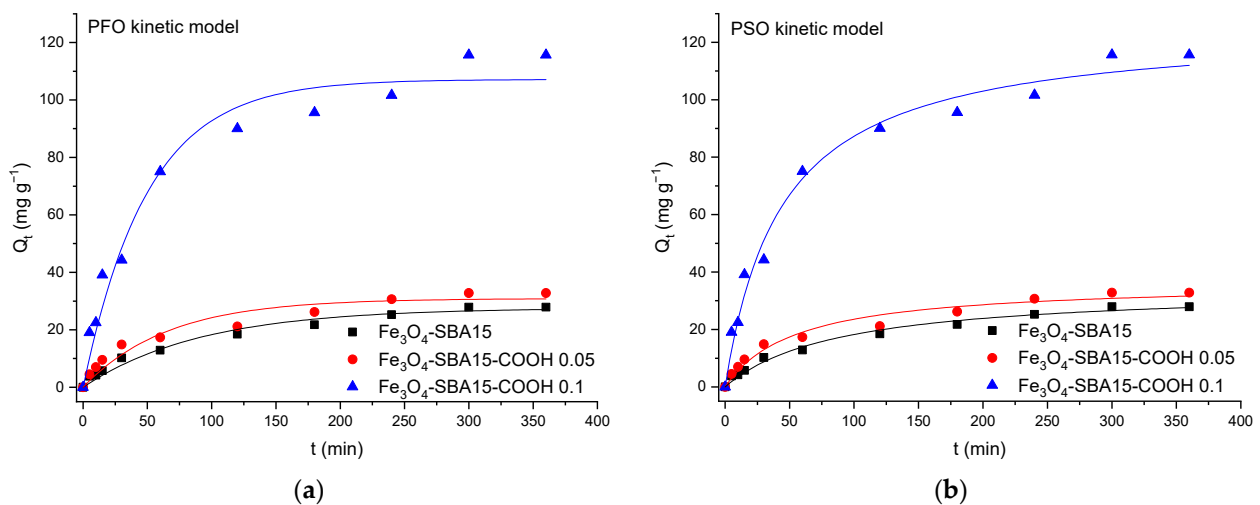 PFO kinetic model
120
100
80
60
40
20
0
Qt (mg g⁻¹)
Fe₃O₄-SBA15
Fe₃O₄-SBA15-COOH 0.05
Fe₃O₄-SBA15-COOH 0.1
0 50 100 150 200 250 300 350 400
t (min)
(a)
PSO kinetic model
120
100
80
60
40
20
0
Qt (mg g⁻¹)
Fe₃O₄-SBA15
Fe₃O₄-SBA15-COOH 0.05
Fe₃O₄-SBA15-COOH 0.1
0 50 100 150 200 250 300 350 400
t (min)
(b)